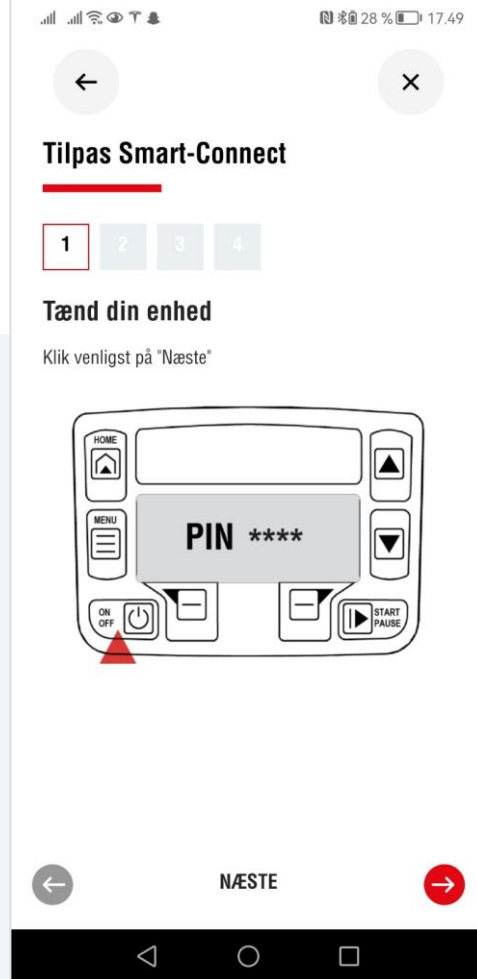 28 % 17.49
Tilpas Smart-Connect
1 2 3 4
Tænd din enhed
Klik venligst på "Næste"
HOME
MENU
PIN ****
ON
OFF
START
PAUSE
NÆSTE